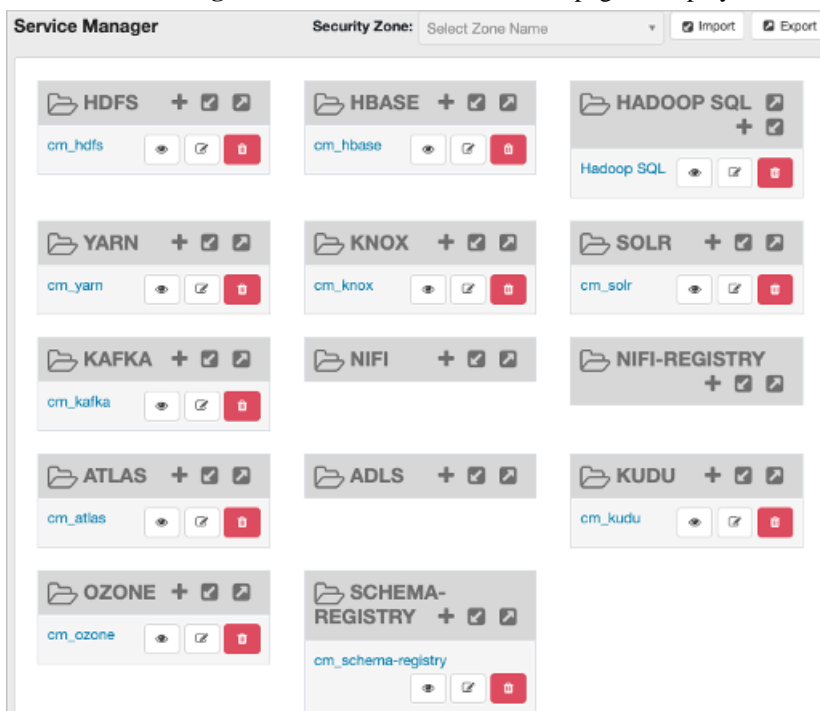 Service Manager Security Zone: Select Zone Name Import Export
HDFS HBASE HADOOP SQL
cm_hdfs cm_hbase
Hadoop SQL
YARN KNOX SOLR
cm_yarn cm_knox cm_solr
KAFKA NIFI NIFI-REGISTRY
cm_kafka
ATLAS ADLS KUDU
cm_atlas cm_kudu
OZONE SCHEMA-
REGISTRY
cm_ozone
cm_schema-registry